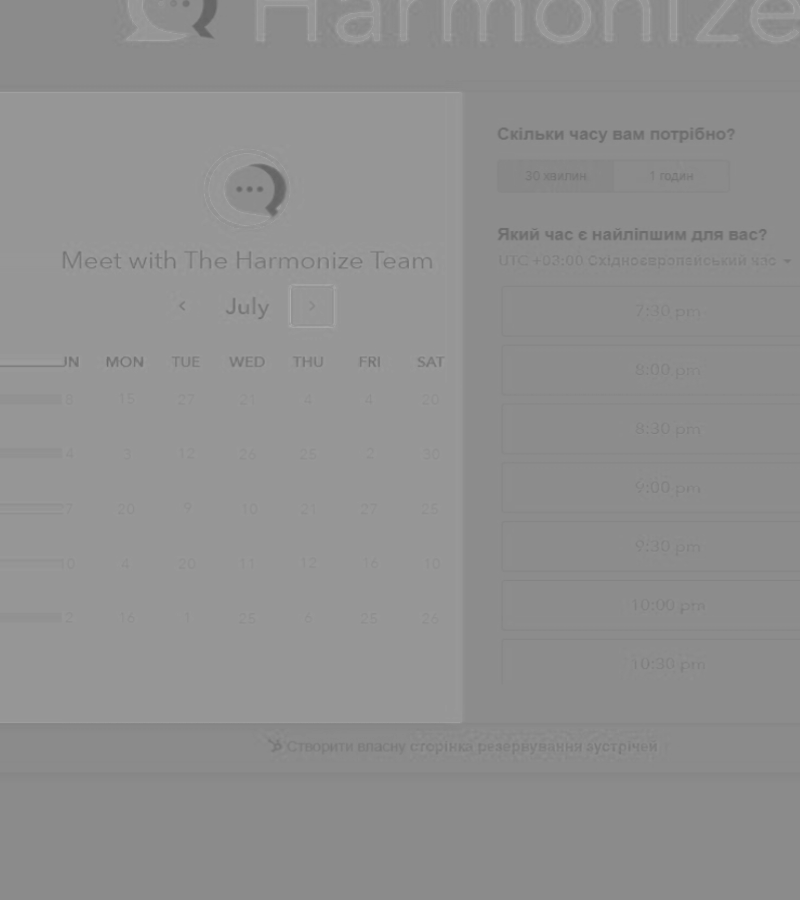 Harmonize
Meet with The Harmonize Team
July
UN MON TUE WED THU FRI SAT
8 15 27 21 4 4 20
4 3 12 26 25 2 30
7 20 9 10 21 27 26
10 4 20 11 12 16 10
2 16 1 25 6 25 26
Скільки часу вам потрібно?
30 хвилин 1 годин
Який час є найліпшим для вас?
UTC +03:00 Східноєвропейський час
7:30 pm
8:00 pm
8:30 pm
9:00 pm
9:30 pm
10:00 pm
10:30 pm
Створити власну сторінка резервування зустрічей